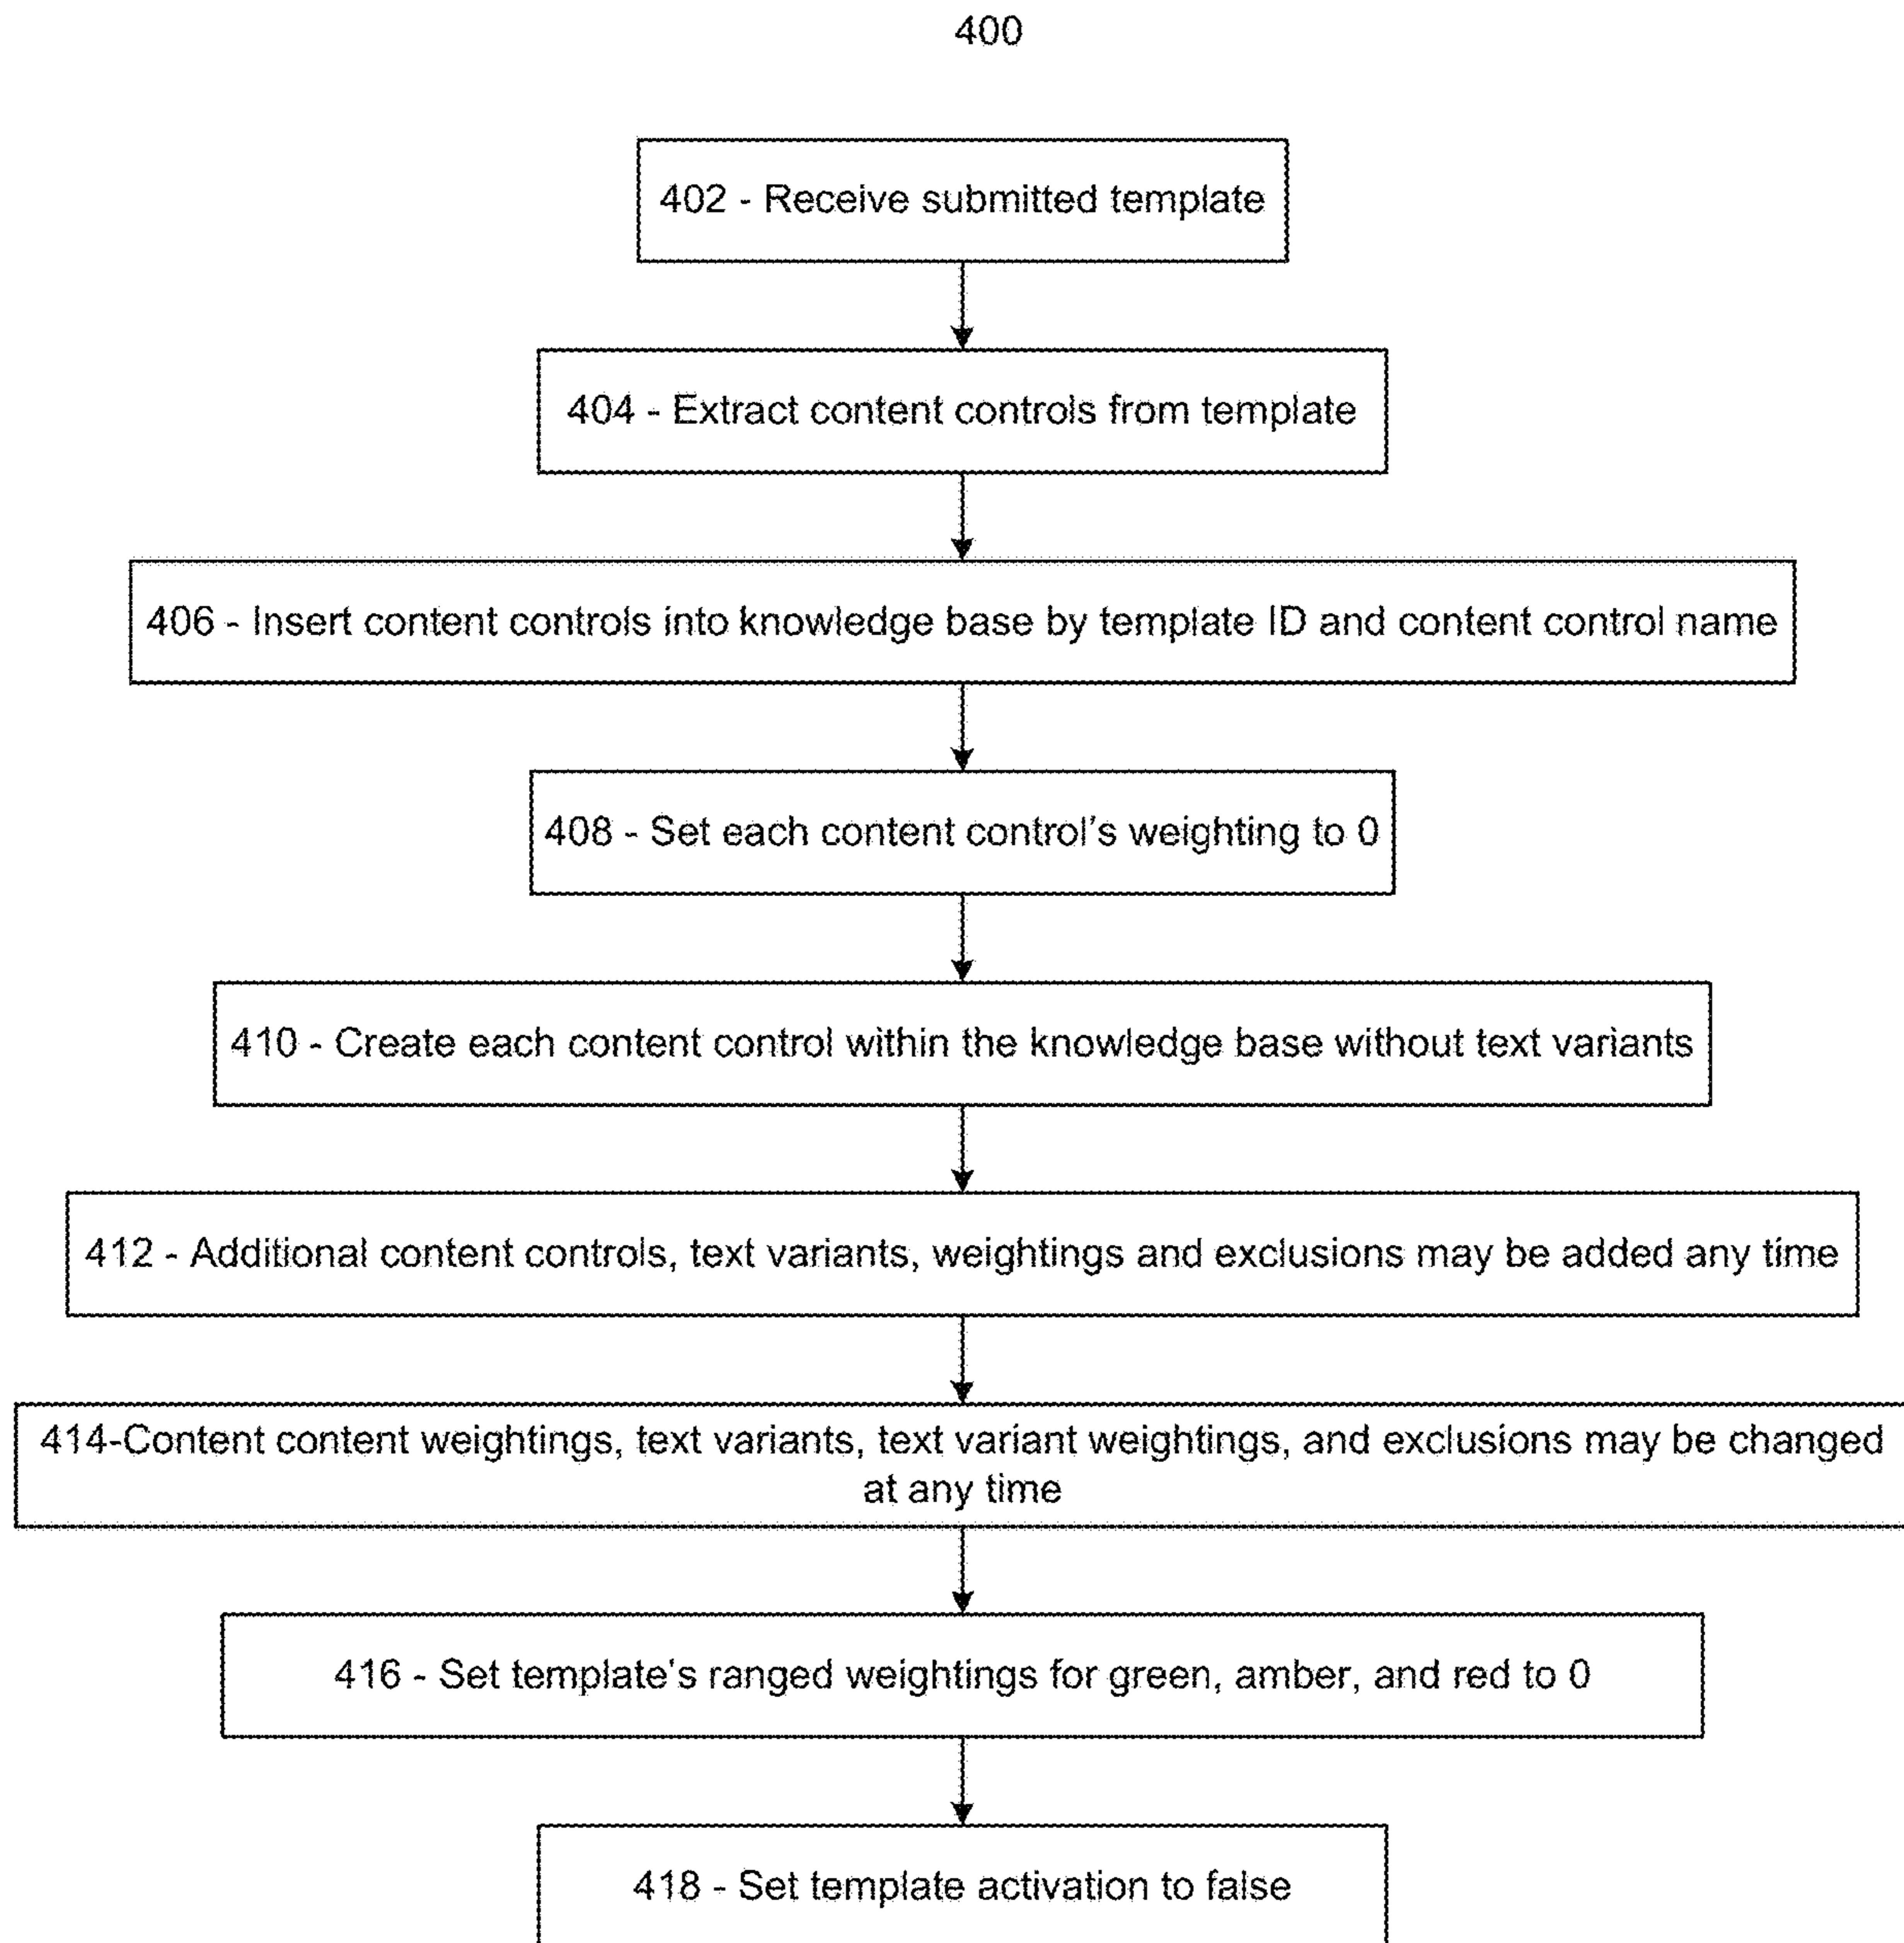 400
402 - Receive submitted template
404 - Extract content controls from template
406 - Insert content controls into knowledge base by template ID and content control name
408 - Set each content control's weighting to 0
410 - Create each content control within the knowledge base without text variants
412 - Additional content controls, text variants, weightings and exclusions may be added any time
414-Content content weightings, text variants, text variant weightings, and exclusions may be changed
at any time
416 - Set template's ranged weightings for green, amber, and red to 0
418 - Set template activation to false